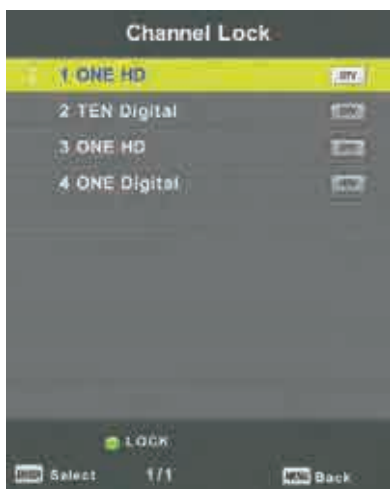 Channel Lock
1 ONE HD DTV
2 TEN Digital
3 ONE HD
4 ONE Digital
LOCK
Select 1/1 MENU Back